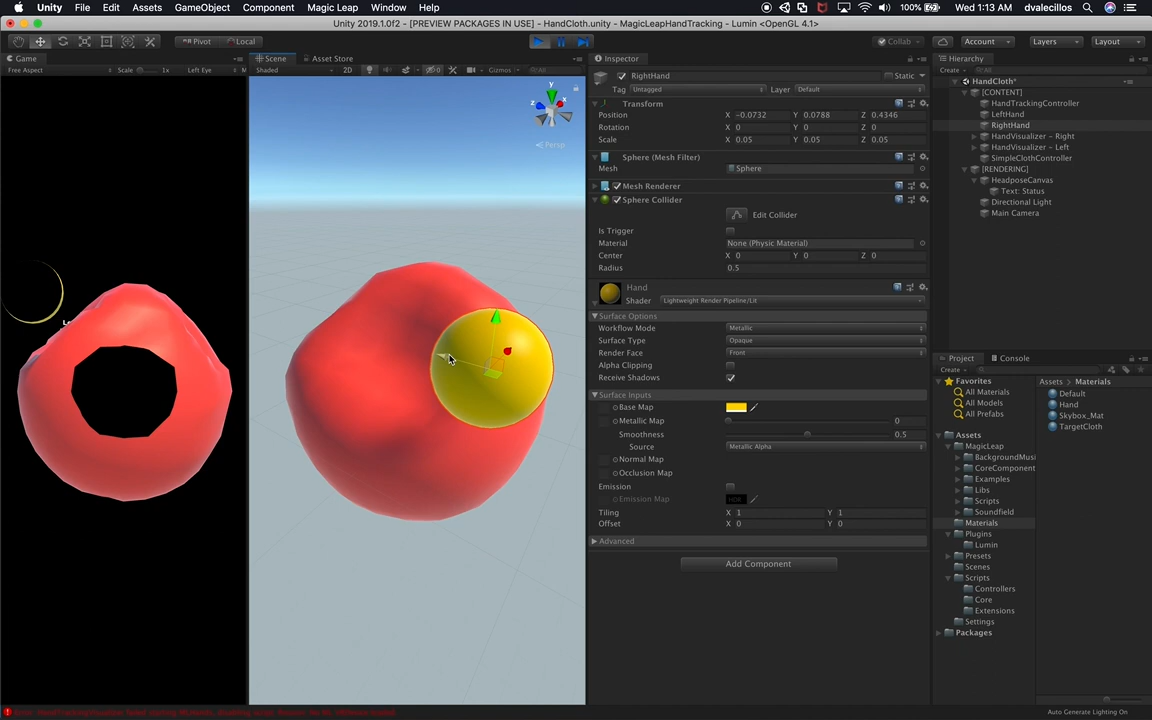 Unity File Edit Assets GameObject Component Magic Leap Window Help 100% Wed 1:13 AM dvalecillos
Unity 2019.1.0f2 - [PREVIEW PACKAGES IN USE] - HandCloth.unity - MagicLeapHandTracking - Lumin <OpenGL 4.1>
Pivot Local Collab Account Layers Layout
Game Scene Asset Store Inspector Hierarchy
Free Aspect Scale 1x Left Eye M Shaded 2D Gizmos All
RightHand Static
Tag Untagged Layer Default
Transform
Position X -0.0732 Y 0.0788 Z 0.4346
Rotation X 0 Y 0 Z 0
Scale X 0.05 Y 0.05 Z 0.05
Sphere (Mesh Filter)
Mesh Sphere
Mesh Renderer
Sphere Collider
Edit Collider
Is Trigger
Material None (Physic Material)
Center X 0 Y 0 Z 0
Radius 0.5
Hand
Shader Lightweight Render Pipeline/Lit
Surface Options
Workflow Mode Metallic
Surface Type Opaque
Render Face Front
Alpha Clipping
Receive Shadows
Surface Inputs
Base Map
Metallic Map 0
Smoothness 0.5
Source Metallic Alpha
Normal Map
Occlusion Map
Emission
Emission Map HDR
Tiling X 1 Y 1
Offset X 0 Y 0
Advanced
Add Component
y
x
z
Persp
Create All
HandCloth*
[CONTENT]
HandTrackingController
LeftHand
RightHand
HandVisualizer - Right
HandVisualizer - Left
SimpleClothController
[RENDERING]
HeadposeCanvas
Text: Status
Directional Light
Main Camera
Project Console
Create
Favorites
All Materials
All Models
All Prefabs
Assets
MagicLeap
BackgroundMusi
CoreComponent
Examples
Libs
Scripts
Soundfield
Materials
Plugins
Lumin
Presets
Scenes
Scripts
Controllers
Core
Extensions
Settings
Packages
Assets Materials
Default
Hand
Skybox_Mat
TargetCloth
Auto Generate Lighting On